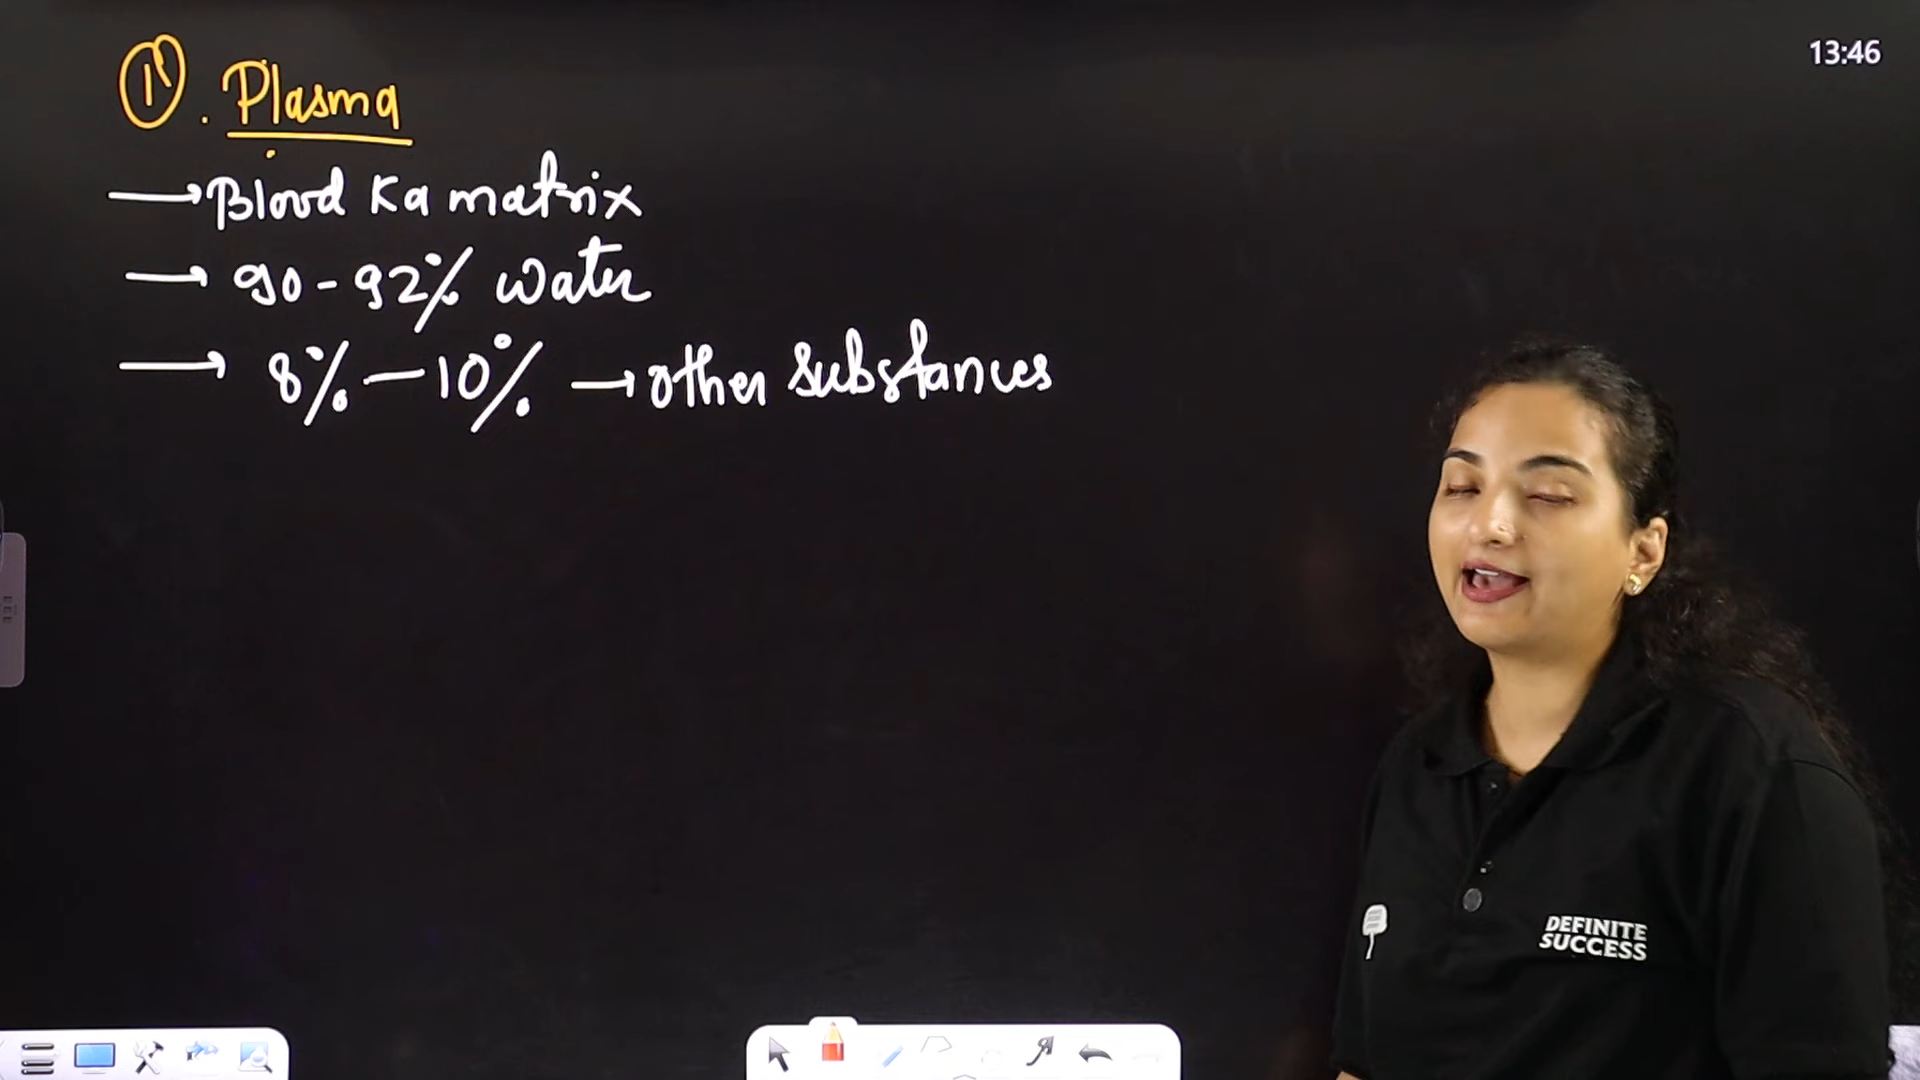 13:46
① . Plasma
→ Blood Ka matrix
→ 90 - 92% water
→ 8% - 10% → other substances
DEFINITE
SUCCESS